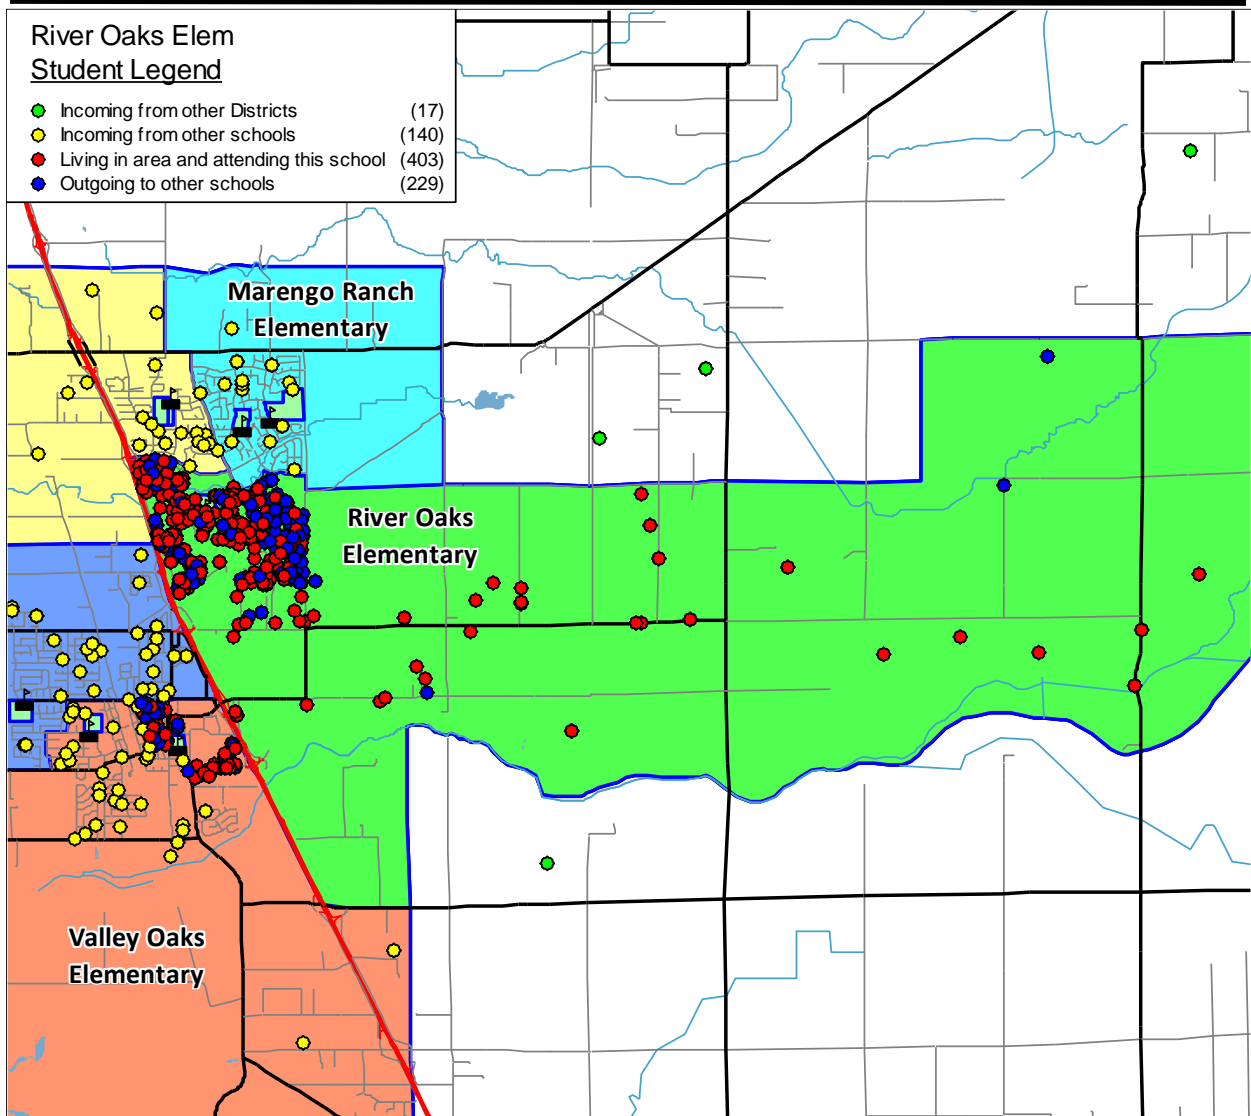 River Oaks Elem
Student Legend
Incoming from other Districts (17)
Incoming from other schools (140)
Living in area and attending this school (403)
Outgoing to other schools (229)
Marengo Ranch
Elementary
River Oaks
Elementary
Valley Oaks
Elementary